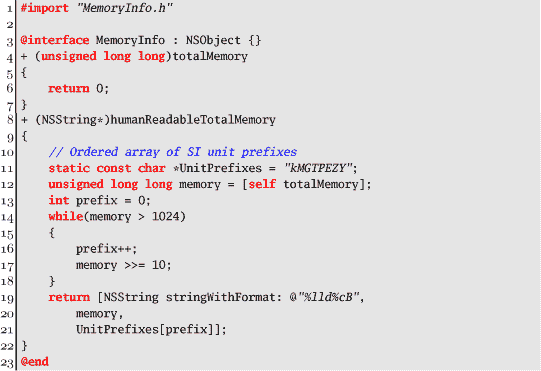 1 #import "MemoryInfo.h"
2
3 @interface MemoryInfo : NSObject {}
4 + (unsigned long long)totalMemory
5 {
6     return 0;
7 }
8 + (NSString*)humanReadableTotalMemory
9 {
10     // Ordered array of SI unit prefixes
11     static const char *UnitPrefixes = "kMGTPEZY";
12     unsigned long long memory = [self totalMemory];
13     int prefix = 0;
14     while(memory > 1024)
15     {
16         prefix++;
17         memory >>= 10;
18     }
19     return [NSString stringWithFormat: @"%lld%cB",
20         memory,
21         UnitPrefixes[prefix]];
22 }
23 @end